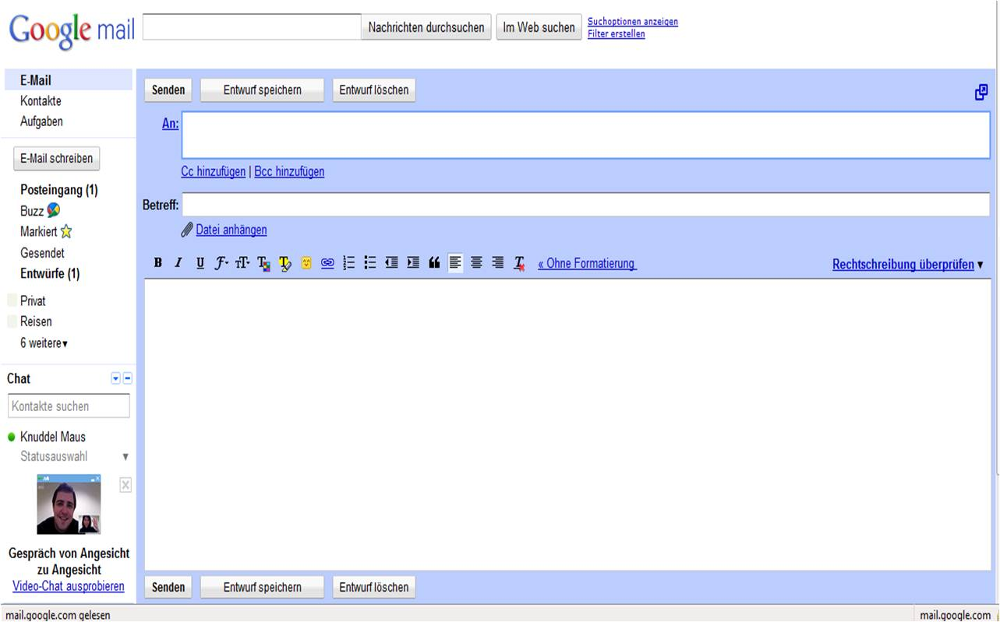 Google mail
Nachrichten durchsuchen Im Web suchen Suchoptionen anzeigen
Filter erstellen
E-Mail
Kontakte
Aufgaben
E-Mail schreiben
Posteingang (1)
Buzz
Markiert
Gesendet
Entwürfe (1)
Privat
Reisen
6 weitere▾
Chat
Kontakte suchen
Knuddel Maus
Statusauswahl ▼
Gespräch von Angesicht
zu Angesicht
Video-Chat ausprobieren
Senden Entwurf speichern Entwurf löschen
An:
Cc hinzufügen | Bcc hinzufügen
Betreff:
Datei anhängen
B I U « Ohne Formatierung Rechtschreibung überprüfen ▼
Senden Entwurf speichern Entwurf löschen
mail.google.com gelesen mail.google.com